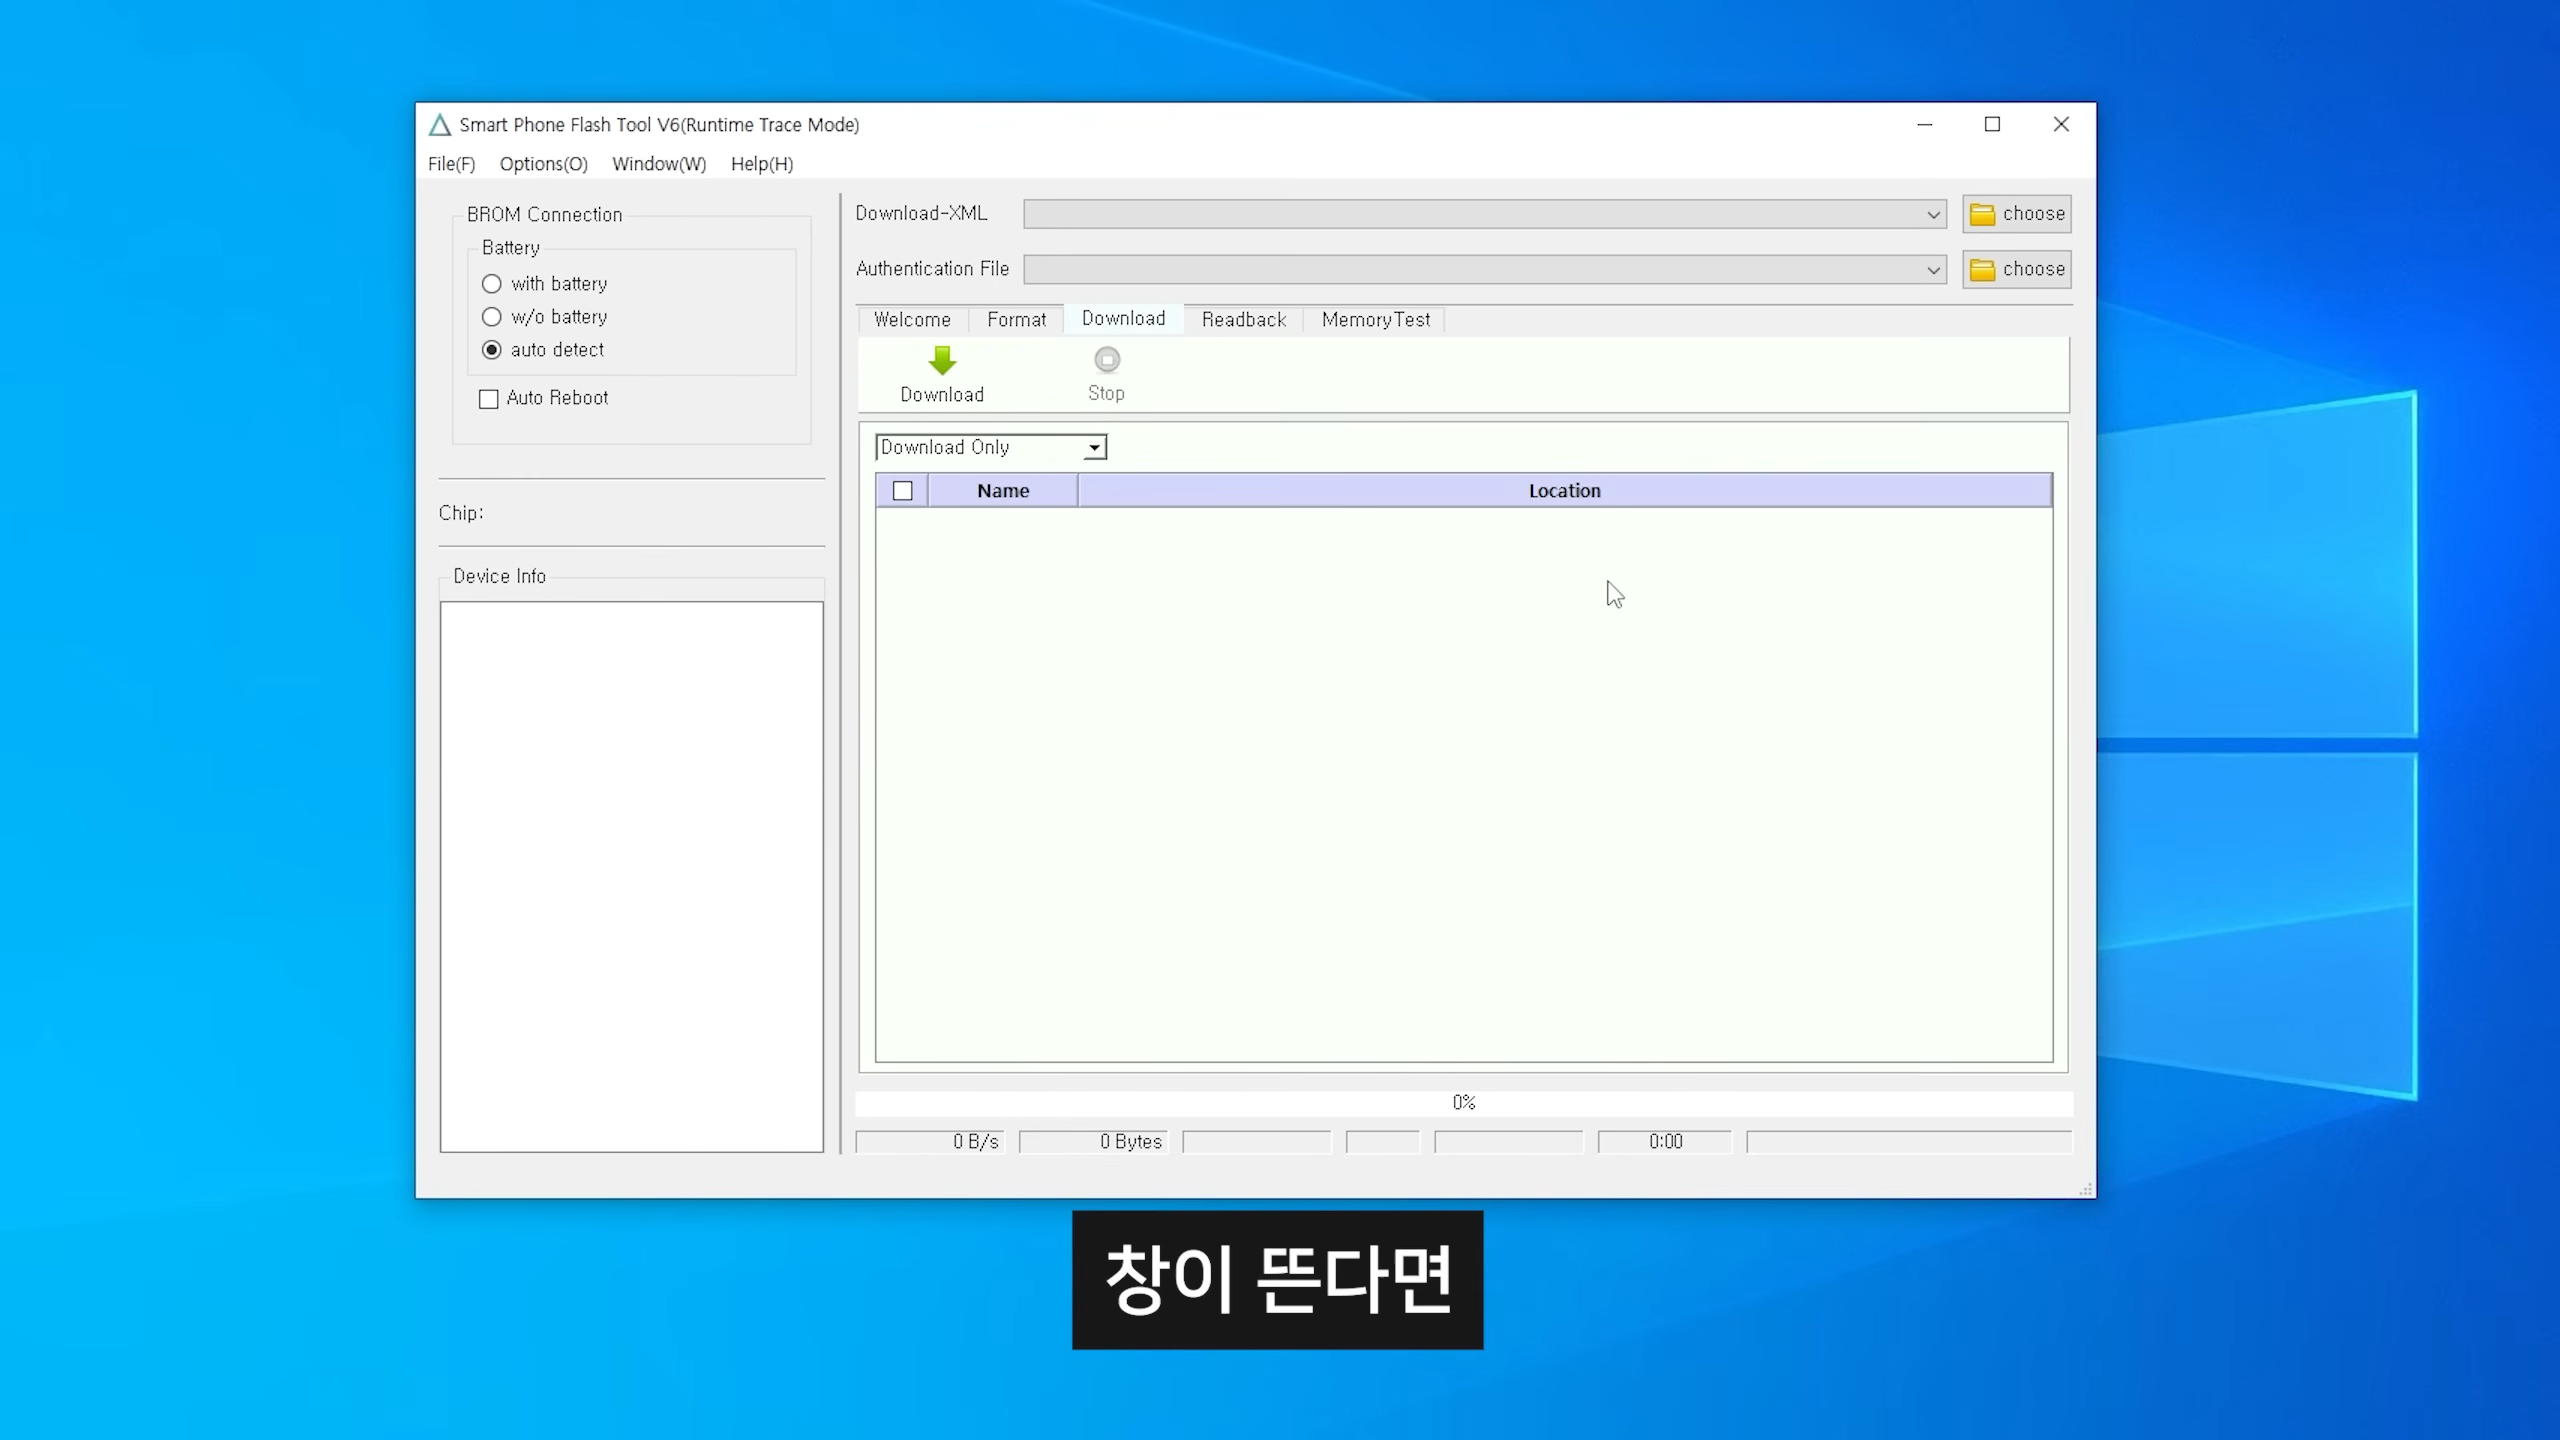 Smart Phone Flash Tool V6(Runtime Trace Mode)
File(F) Options(O) Window(W) Help(H)
BROM Connection
Battery
with battery
w/o battery
auto detect
Auto Reboot
Chip:
Device Info
Download-XML
choose
Authentication File
choose
Welcome Format Download Readback MemoryTest
Download Stop
Download Only
Name Location
0%
0 B/s 0 Bytes 0:00
창이 뜬다면